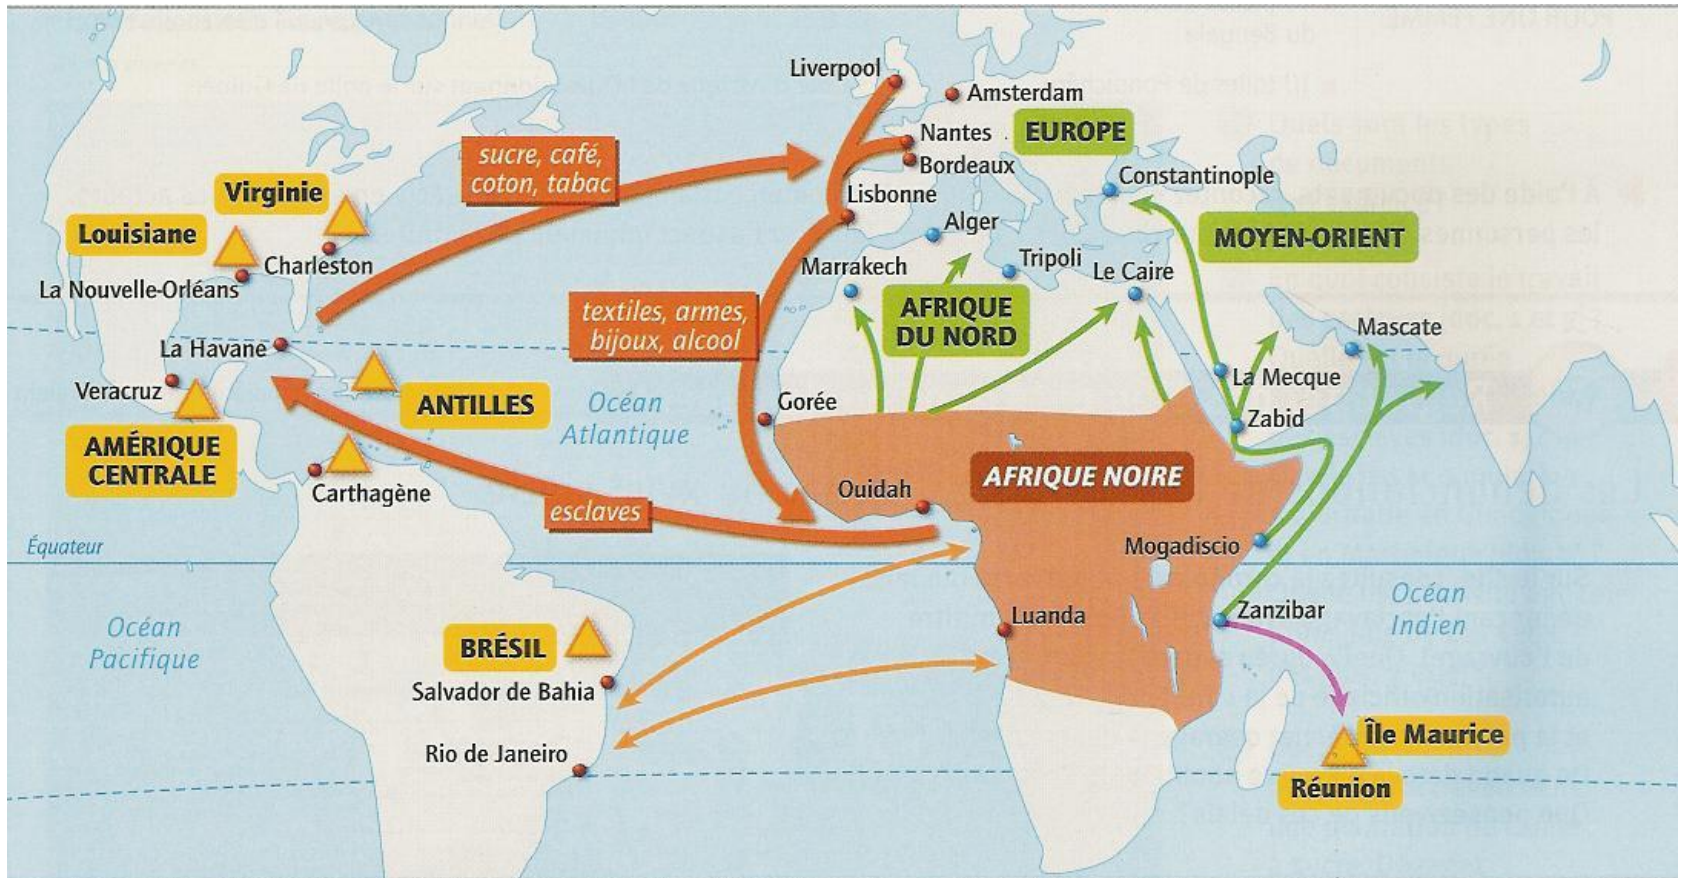 Liverpool
Amsterdam
Nantes
EUROPE
Bordeaux
Constantinople
sucre, café,
coton, tabac
Virginie
Lisbonne
Louisiane
Alger
MOYEN-ORIENT
Charleston
Marrakech
Tripoli
Le Caire
La Nouvelle-Orléans
AFRIQUE
DU NORD
textiles, armes,
bijoux, alcool
Mascate
La Havane
La Mecque
Veracruz
ANTILLES
Océan
Atlantique
Gorée
Zabid
AMÉRIQUE
CENTRALE
AFRIQUE NOIRE
Carthagène
Ouidah
esclaves
Équateur
Mogadiscio
Océan
Indien
Luanda
Zanzibar
Océan
Pacifique
BRÉSIL
Salvador de Bahia
Île Maurice
Rio de Janeiro
Réunion